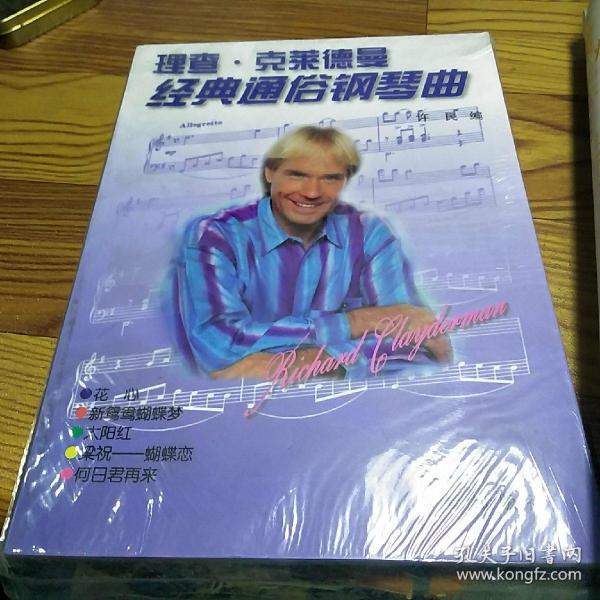 理查·克莱德曼
经典通俗钢琴曲
Allegretto
许 民 编
Richard Clayderman
花 心
新鸳鸯蝴蝶梦
太阳红
梁祝——蝴蝶恋
何日君再来
孔夫子旧书网
www.kongfz.com